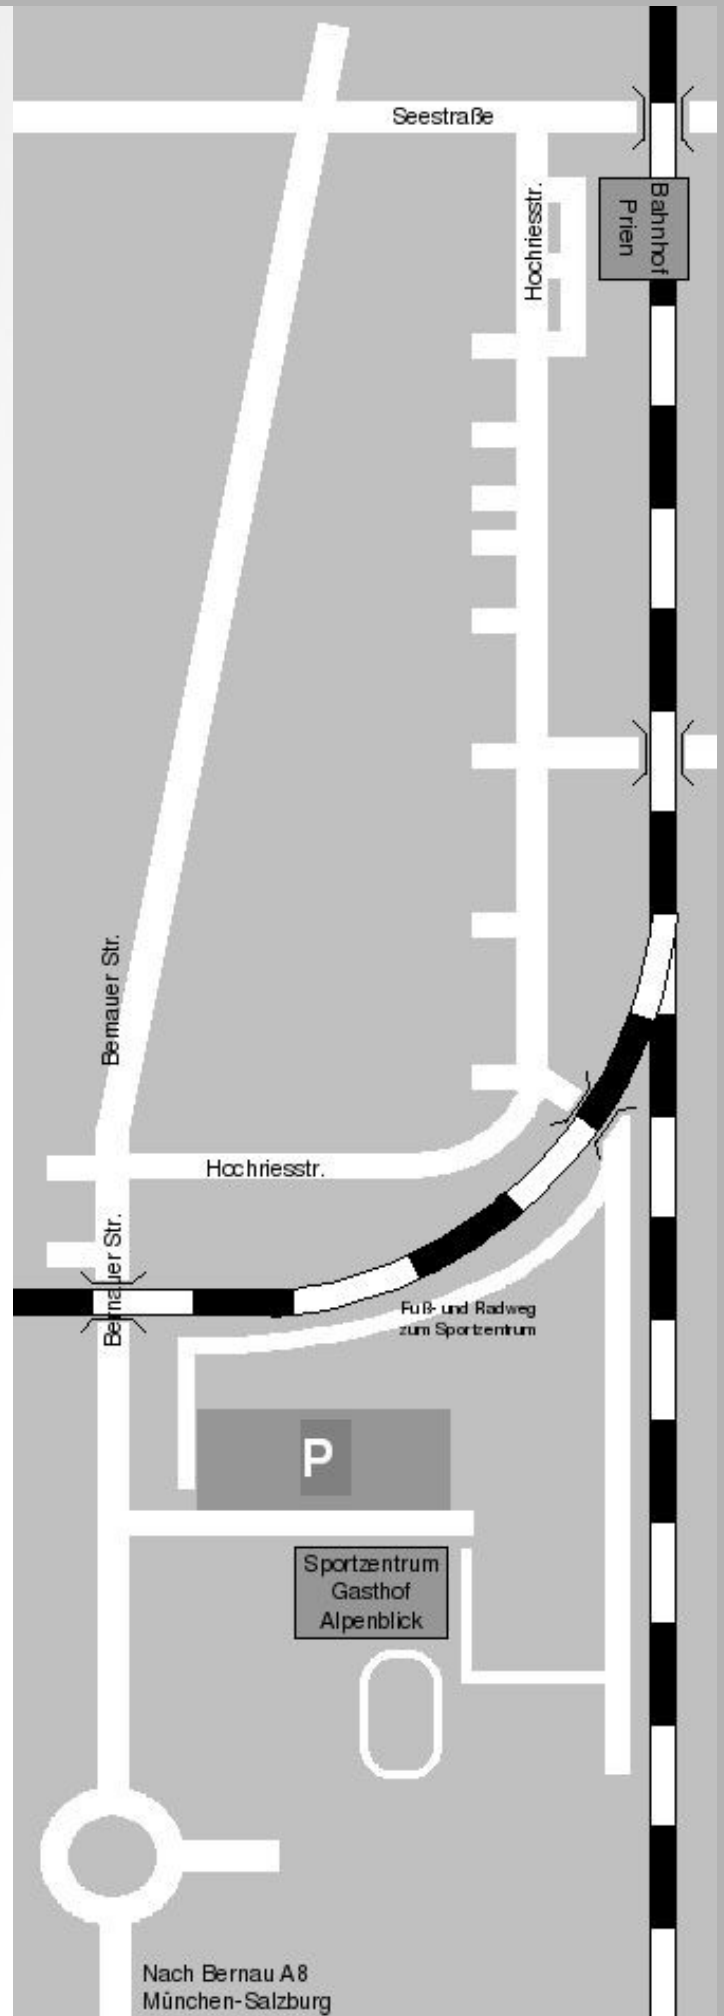 Seestraße
Bahnhof
Prien
Hochriesstr.
Bernauer Str.
Hochriesstr.
Bernauer Str.
Fuß- und Radweg
zum Sportzentrum
P
Sportzentrum
Gasthof
Alpenblick
Nach Bernau A8
München-Salzburg